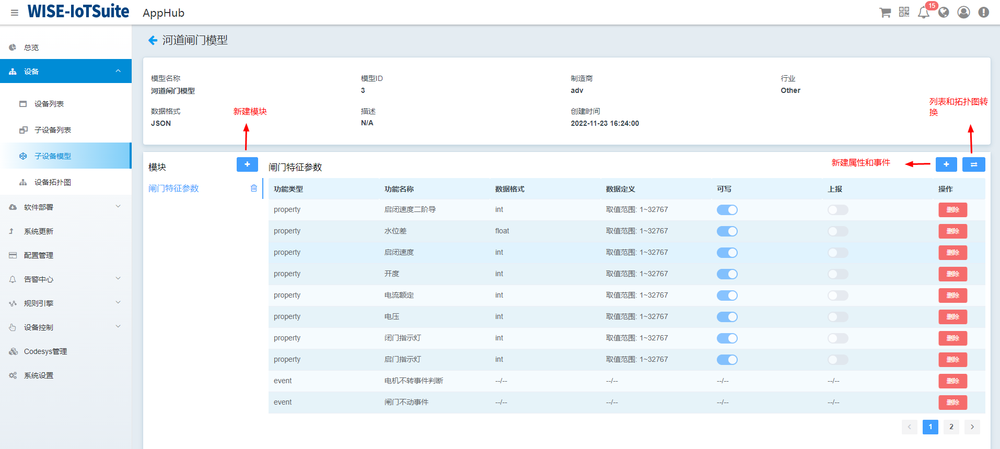 WISE-IoTSuite AppHub 15
总览
设备
设备列表
子设备列表
子设备模型
设备拓扑图
软件部署
系统更新
配置管理
告警中心
规则引擎
设备控制
Codesys管理
系统设置
河道闸门模型
模型名称 模型ID 制造商 行业
河道闸门模型 3 adv Other
数据格式 描述 创建时间
JSON N/A 2022-11-23 16:24:00
新建模块
列表和拓扑图转
换
新建属性和事件
模块
闸门特征参数
闸门特征参数
功能类型 功能名称 数据格式 数据定义 可写 上报 操作
property 启闭速度二阶导 int 取值范围: 1~32767 删除
property 水位差 float 取值范围: 1~32767 删除
property 启闭速度 int 取值范围: 1~32767 删除
property 开度 int 取值范围: 1~32767 删除
property 电流额定 int 取值范围: 1~32767 删除
property 电压 int 取值范围: 1~32767 删除
property 闭门指示灯 int 取值范围: 1~32767 删除
property 启门指示灯 int 取值范围: 1~32767 删除
event 电机不转事件判断 --/-- --/-- --/-- --/-- 删除
event 闸门不动事件 --/-- --/-- --/-- --/-- 删除
< 1 2 >